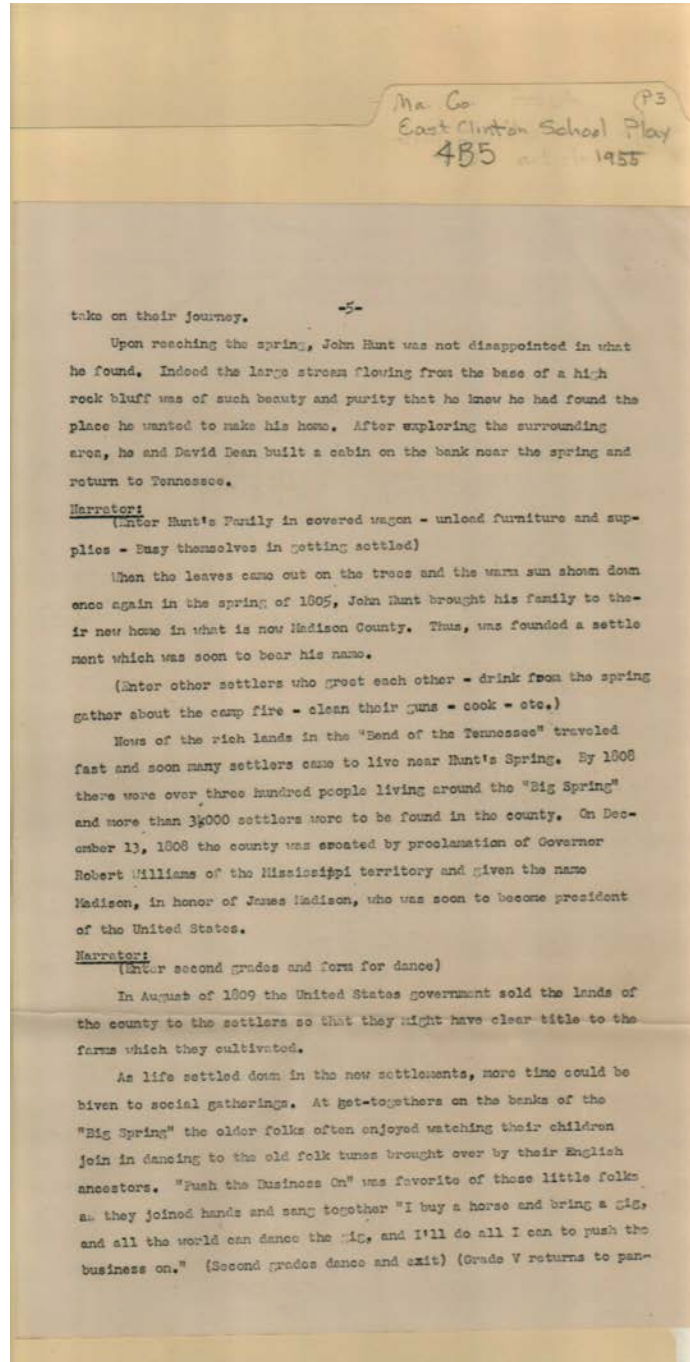 Ma. Co (P3
East Clinton School Play
4B5 1955
-5-
take on their journey.
Upon reaching the spring, John Hunt was not disappointed in what
he found. Indeed the large stream flowing from the base of a high
rock bluff was of such beauty and purity that he knew he had found the
place he wanted to make his home. After exploring the surrounding
area, he and David Dean built a cabin on the bank near the spring and
return to Tennessee.
Narrator:
(Enter Hunt's Family in covered wagon - unload furniture and sup-
plies - Busy themselves in getting settled)
When the leaves came out on the trees and the warm sun shown down
once again in the spring of 1805, John Hunt brought his family to the-
ir new home in what is now Madison County. Thus, was founded a settle
ment which was soon to bear his name.
(Enter other settlers who greet each other - drink from the spring
gather about the camp fire - clean their guns - cook - etc.)
News of the rich lands in the "Bend of the Tennessee" traveled
fast and soon many settlers came to live near Hunt's Spring. By 1808
there were over three hundred people living around the "Big Spring"
and more than 3,000 settlers were to be found in the county. On Dec-
ember 13, 1808 the county was created by proclamation of Governor
Robert Williams of the Mississippi territory and given the name
Madison, in honor of James Madison, who was soon to become president
of the United States.
Narrator:
(Enter second grades and form for dance)
In August of 1809 the United States government sold the lands of
the county to the settlers so that they might have clear title to the
farms which they cultivated.
As life settled down in the new settlements, more time could be
biven to social gatherings. At get-togethers on the banks of the
"Big Spring" the older folks often enjoyed watching their children
join in dancing to the old folk tunes brought over by their English
ancestors. "Push the Business On" was favorite of these little folks
as they joined hands and sang together "I buy a horse and bring a gig,
and all the world can dance the gig, and I'll do all I can to push the
business on." (Second grades dance and exit) (Grade V returns to pan-